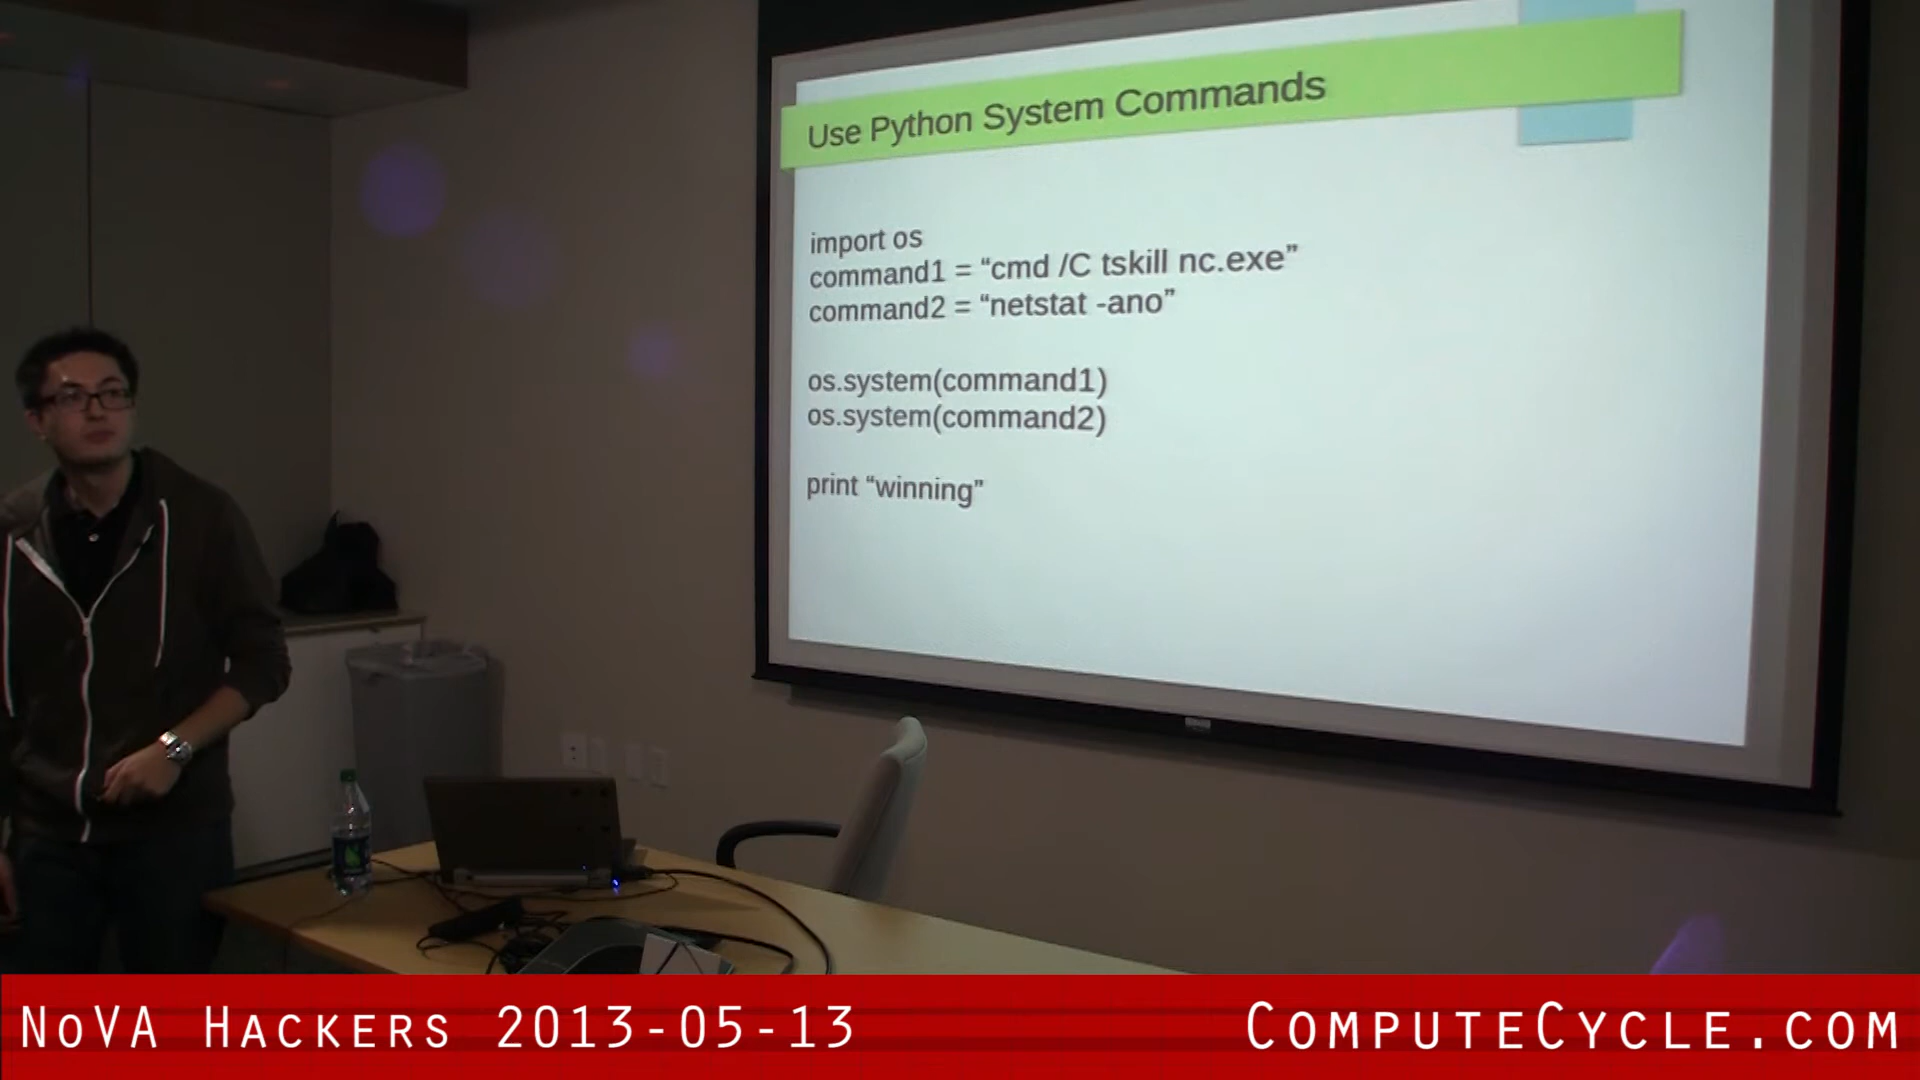 Use Python System Commands
import os
command1 = “cmd /C tskill nc.exe”
command2 = “netstat -ano”
os.system(command1)
os.system(command2)
print “winning”
NoVA Hackers 2013-05-13
ComputeCycle.com